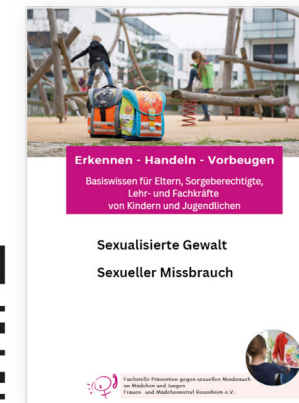 Erkennen - Handeln - Vorbeugen
Basiswissen für Eltern, Sorgeberechtigte,
Lehr- und Fachkräfte
von Kindern und Jugendlichen
Sexualisierte Gewalt
Sexueller Missbrauch
Fachstelle Prävention gegen sexuellen Missbrauch
an Mädchen und Jungen
Frauen- und Mädchennotruf Rosenheim e.V.